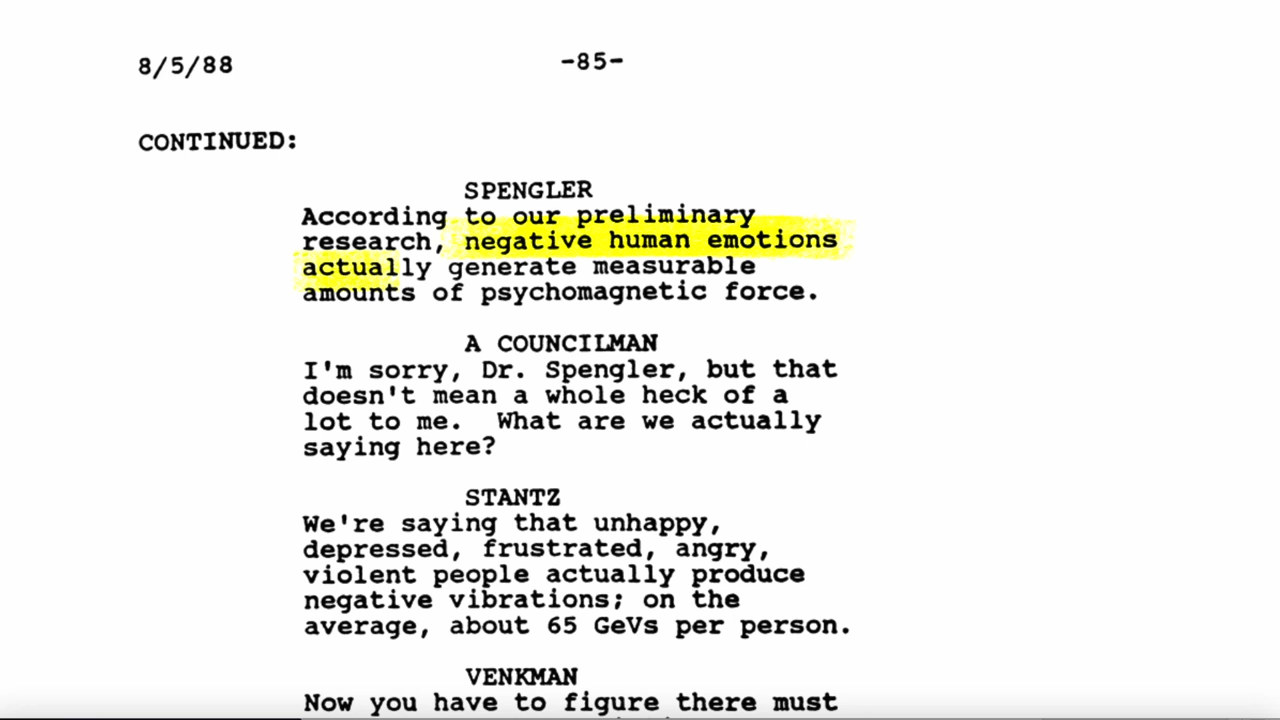 8/5/88 -85-
CONTINUED:
SPENGLER
According to our preliminary
research, negative human emotions
actually generate measurable
amounts of psychomagnetic force.
A COUNCILMAN
I'm sorry, Dr. Spengler, but that
doesn't mean a whole heck of a
lot to me.  What are we actually
saying here?
STANTZ
We're saying that unhappy,
depressed, frustrated, angry,
violent people actually produce
negative vibrations; on the
average, about 65 GeVs per person.
VENKMAN
Now you have to figure there must